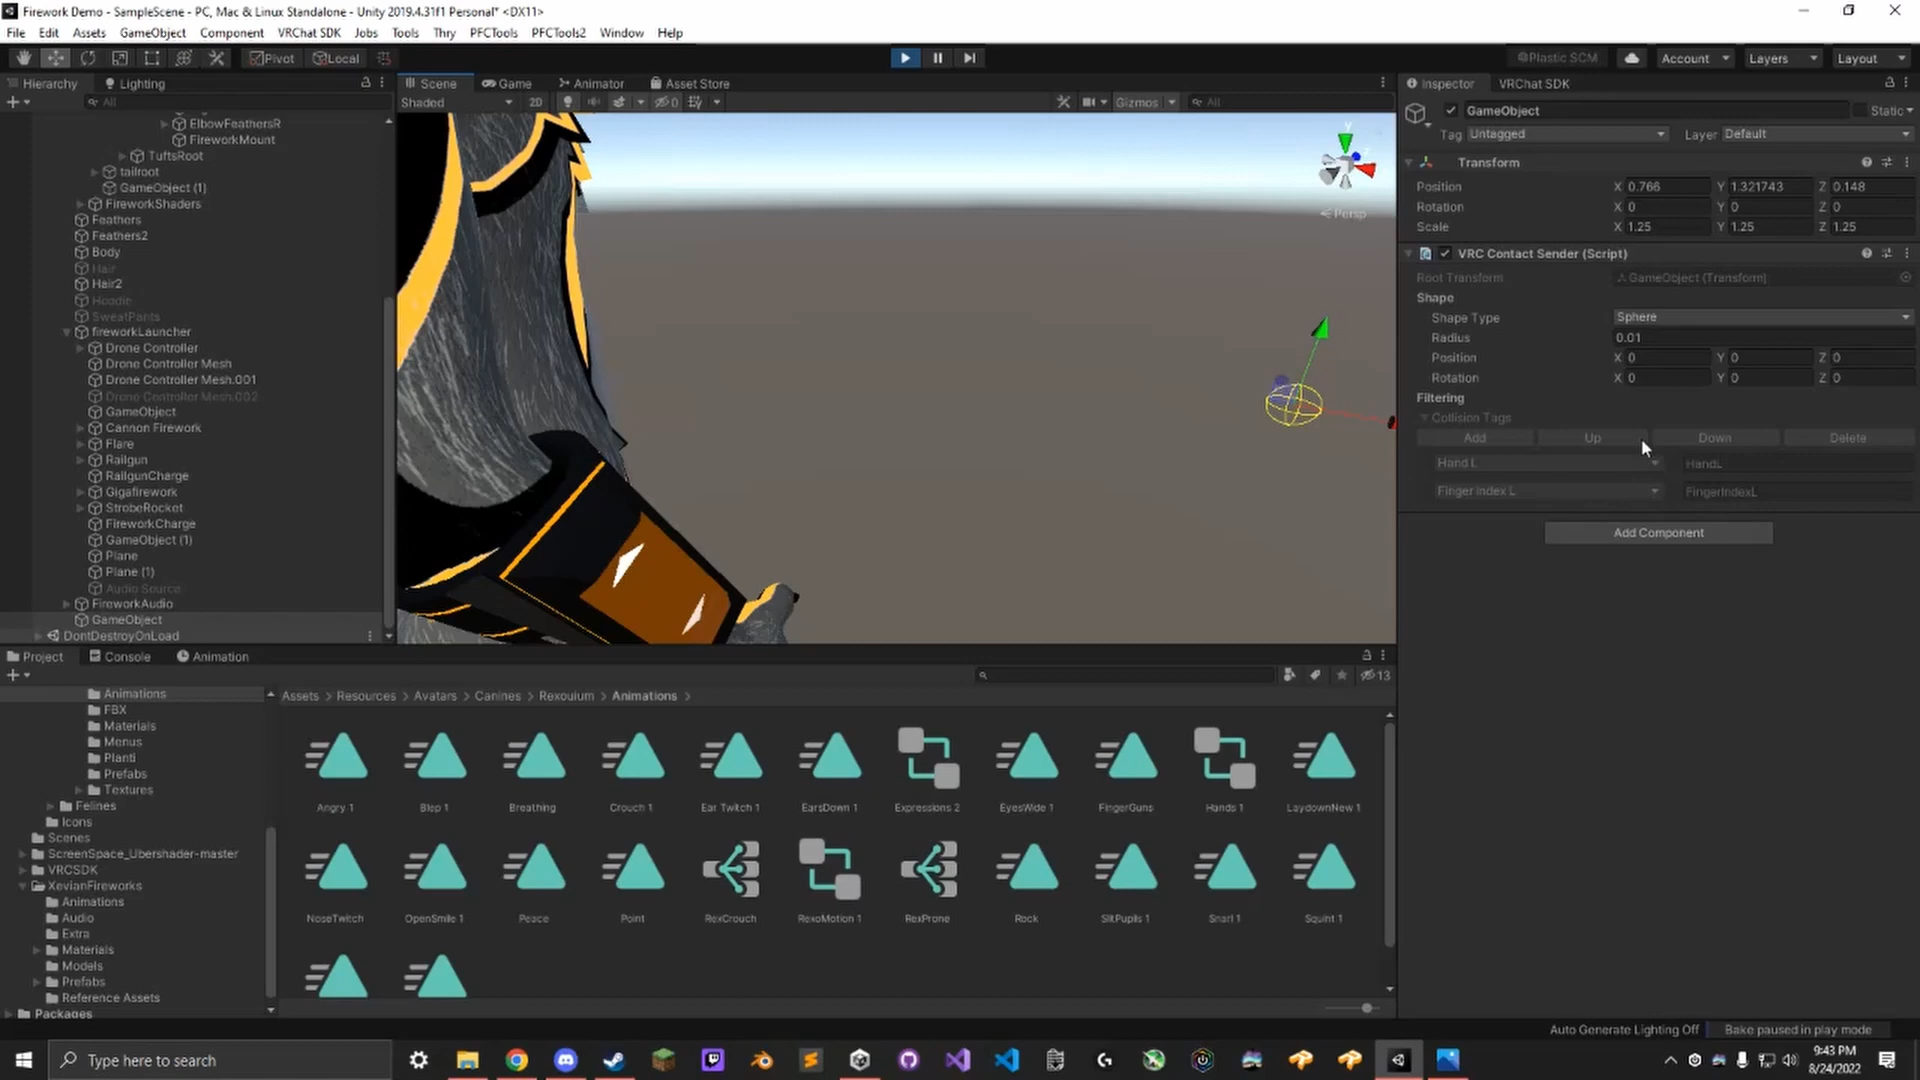 Firework Demo - SampleScene - PC, Mac & Linux Standalone - Unity 2019.4.31f1 Personal* <DX11>
File Edit Assets GameObject Component VRChat SDK Jobs Tools Thry PFCTools PFCTools2 Window Help
Pivot Local Plastic SCM Account Layers Layout
Hierarchy Lighting
All
ElbowFeathersR
FireworkMount
TuftsRoot
tailroot
GameObject (1)
FireworkShaders
Feathers
Feathers2
Body
Hair
Hair2
Hoodie
SweatPants
fireworkLauncher
Drone Controller
Drone Controller Mesh
Drone Controller Mesh.001
Drone Controller Mesh.002
GameObject
Cannon Firework
Flare
Railgun
RailgunCharge
Gigafirework
StrobeRocket
FireworkCharge
GameObject (1)
Plane
Plane (1)
Audio Source
FireworkAudio
GameObject
DontDestroyOnLoad
Scene Game Animator Asset Store
Shaded 2D 0 Gizmos All
Y
Persp
Inspector VRChat SDK
GameObject Static
Tag Untagged Layer Default
Transform
Position X 0.766 Y 1.321743 Z 0.148
Rotation X 0 Y 0 Z 0
Scale X 1.25 Y 1.25 Z 1.25
VRC Contact Sender (Script)
Root Transform GameObject (Transform)
Shape
Shape Type Sphere
Radius 0.01
Position X 0 Y 0 Z 0
Rotation X 0 Y 0 Z 0
Filtering
Collision Tags
Add Up Down Delete
Hand L HandL
Finger Index L FingerIndexL
Add Component
Project Console Animation
13
Animations
FBX
Materials
Menus
Planti
Prefabs
Textures
Felines
Icons
Scenes
ScreenSpace_Ubershader-master
VRCSDK
XevianFireworks
Animations
Audio
Extra
Materials
Models
Prefabs
Reference Assets
Packages
Assets > Resources > Avatars > Canines > Rexouium > Animations >
Angry 1 Blep 1 Breathing Crouch 1 Ear Twitch 1 EarsDown 1 Expressions 2 EyesWide 1 FingerGuns Hands 1 LaydownNew 1
NoseTwitch OpenSmile 1 Peace Point RexCrouch RexoMotion 1 RexProne Rock SlitPupils 1 Snarl 1 Squint 1
Auto Generate Lighting Off Bake paused in play mode
Type here to search
9:43 PM
8/24/2022